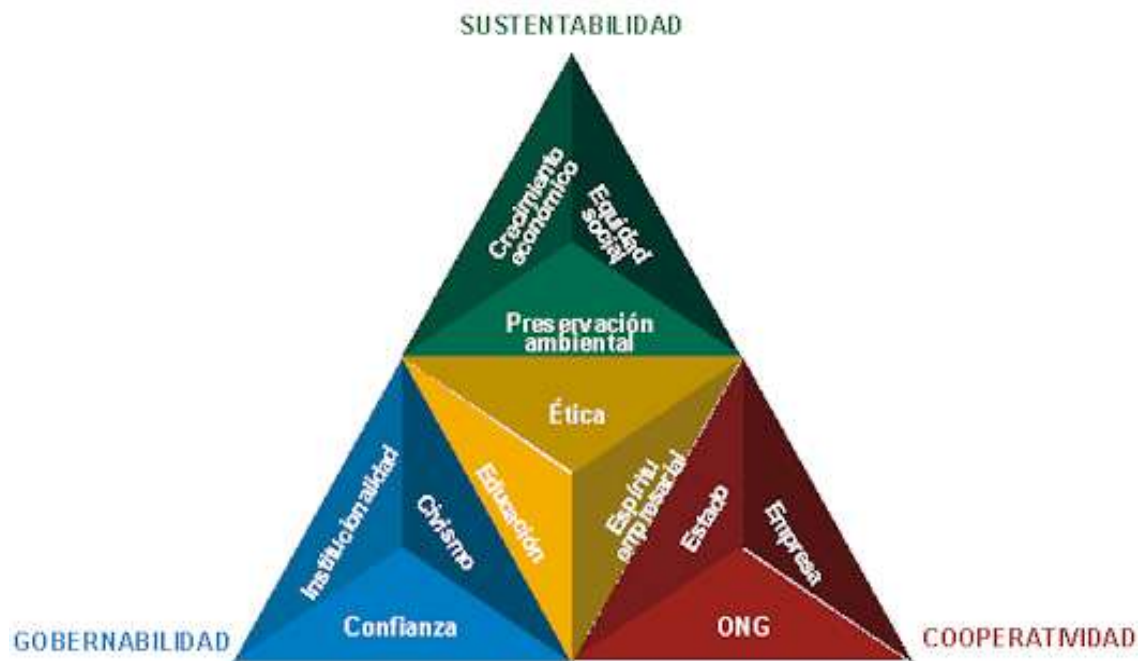 SUSTENTABILIDAD
Crecimiento
económico
Equidad
social
Preservación
ambiental
Ética
Institucionalidad
Civismo
Educación
Espíritu
empresarial
Estado
Empresa
Confianza
ONG
GOBERNABILIDAD
COOPERATIVIDAD